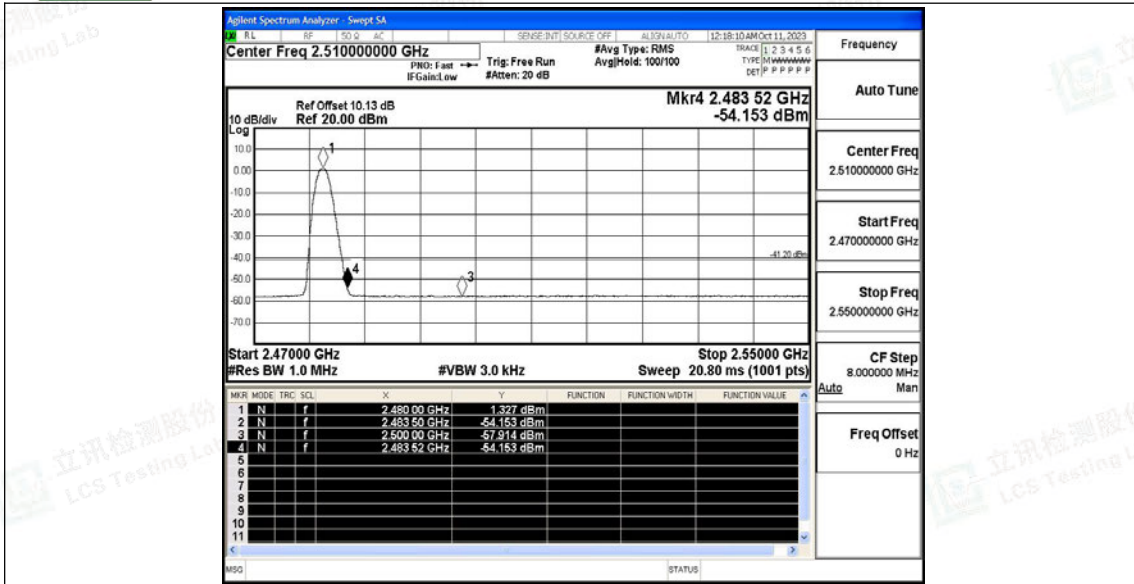 Agilent Spectrum Analyzer - Swept SA
RL RF 50 Ω AC SENSE:INT SOURCE OFF ALIGNAUTO 12:18:10 AM Oct 11, 2023
Center Freq 2.510000000 GHz
PNO: Fast
IFGain:Low
Trig: Free Run
#Atten: 20 dB
#Avg Type: RMS
Avg|Hold: 100/100
TRACE 1 2 3 4 5 6
TYPE M W W W W W
DET P P P P P P
Frequency
Auto Tune
Center Freq
2.510000000 GHz
Start Freq
2.470000000 GHz
Stop Freq
2.550000000 GHz
CF Step
8.000000 MHz
Auto Man
Freq Offset
0 Hz
Mkr4 2.483 52 GHz
-54.153 dBm
Ref Offset 10.13 dB
10 dB/div Ref 20.00 dBm
Log
10.0
0.00
-10.0
-20.0
-30.0
-40.0
-50.0
-60.0
-70.0
1
4
3
-41.20 dBm
Start 2.47000 GHz Stop 2.55000 GHz
#Res BW 1.0 MHz #VBW 3.0 kHz Sweep 20.80 ms (1001 pts)
MKR MODE TRC SCL X Y FUNCTION FUNCTION WIDTH FUNCTION VALUE
1 N f 2.480 00 GHz 1.327 dBm
2 N f 2.483 50 GHz -54.153 dBm
3 N f 2.500 00 GHz -57.914 dBm
4 N f 2.483 52 GHz -54.153 dBm
5
6
7
8
9
10
11
MSG STATUS
立讯检测股份
LCS Testing Lab
立讯检测股份
LCS Testing L